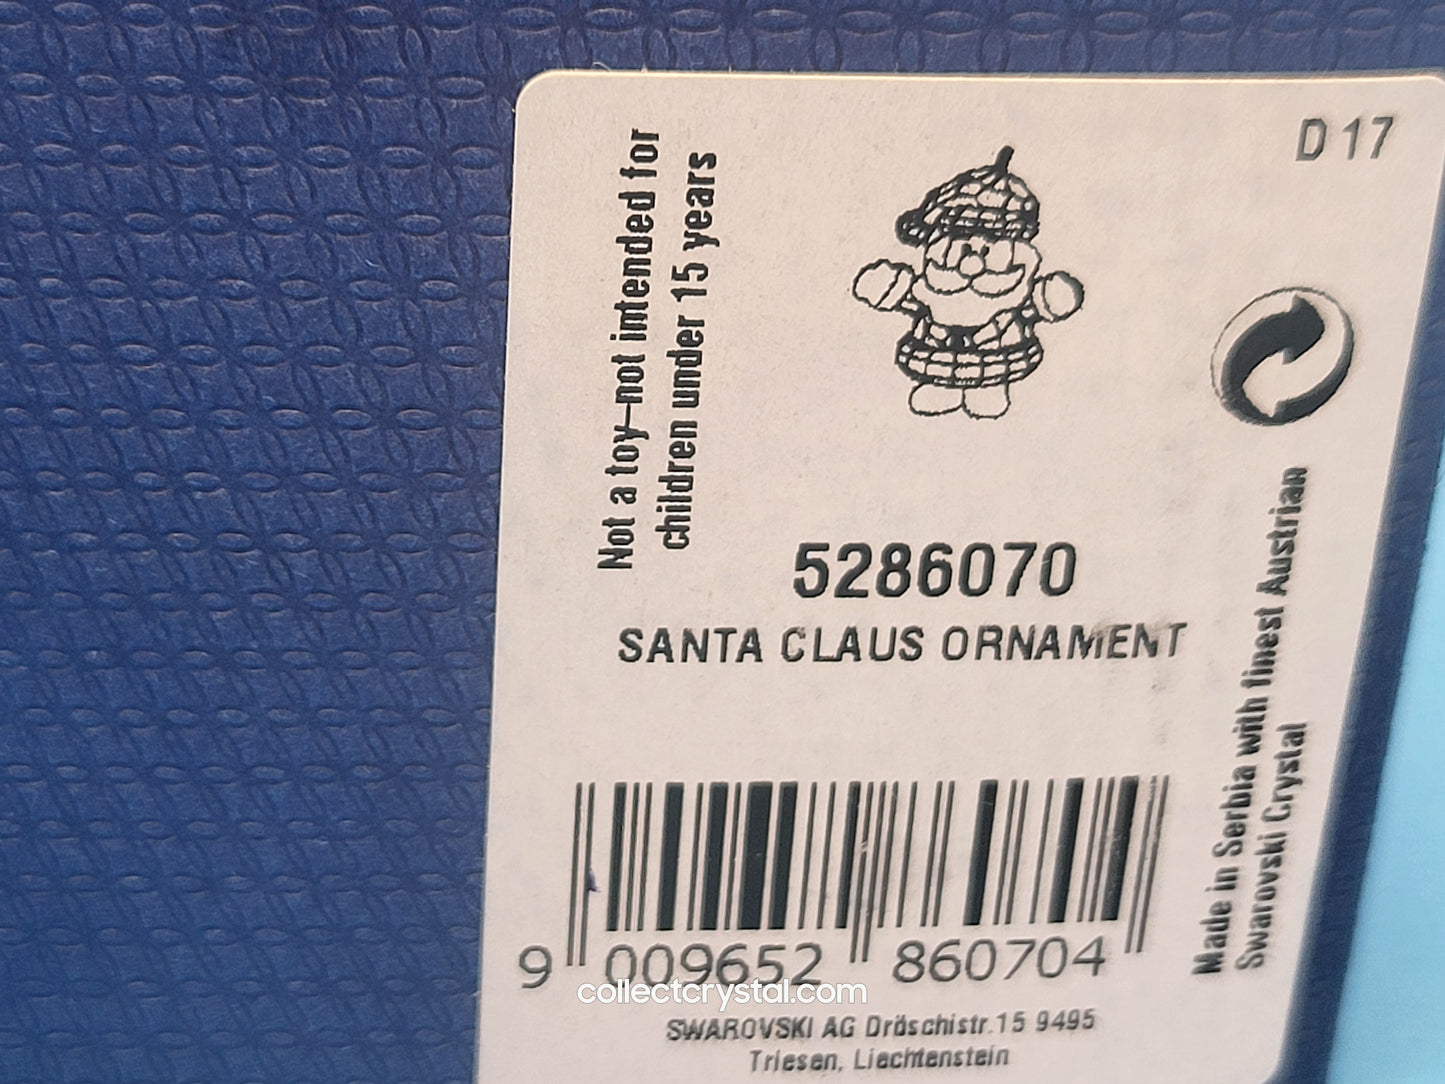 D 17
Not a toy–not intended for
children under 15 years
5286070
SANTA CLAUS ORNAMENT
Made in Serbia with finest Austrian
Swarovski Crystal
9 009652 860704
collectcrystal.com
SWAROVSKI AG Dröschistr.15 9495
Triesen, Liechtenstein